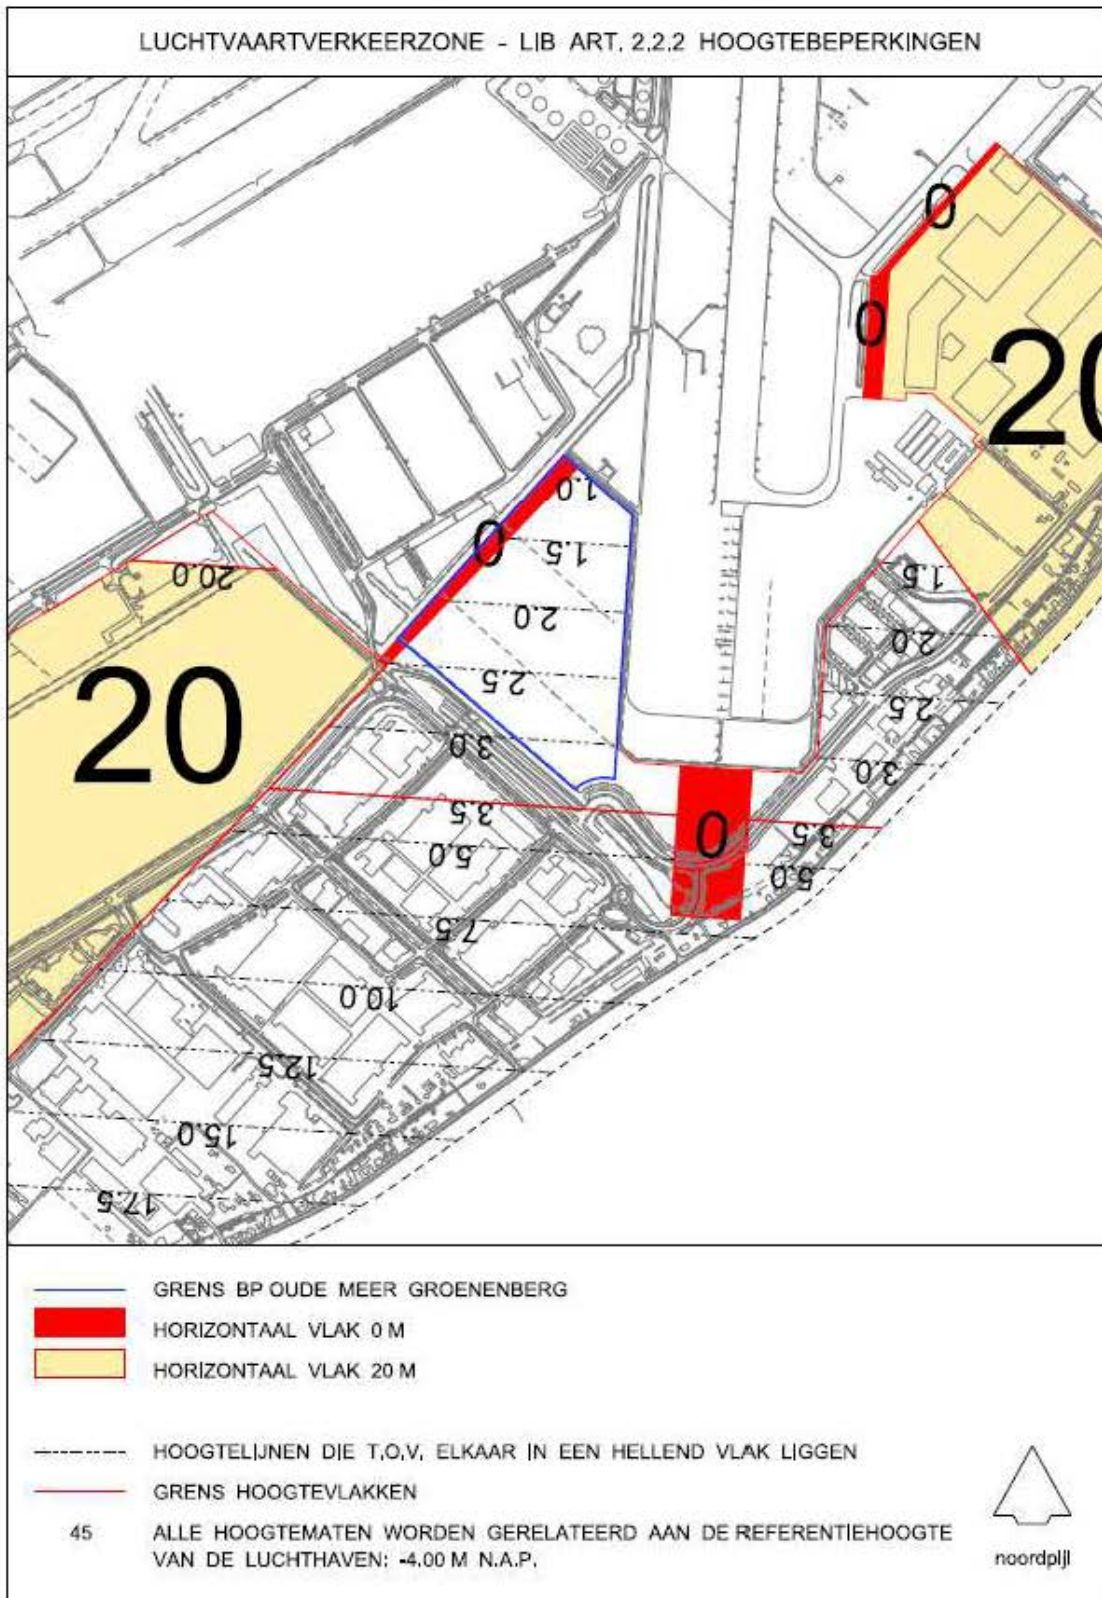 LUCHTVAARTVERKEERZONE - LIB ART. 2.2.2 HOOGTEBEPERKINGEN
0
0
20
1.0
0
1.5
1.5
20.0
2.0
2.0
2.5
2.5
20
3.0
3.0
3.5
0
3.5
5.0
5.0
7.5
10.0
12.5
15.0
17.5
GRENS BP OUDE MEER GROENENBERG
HORIZONTAAL VLAK 0 M
HORIZONTAAL VLAK 20 M
HOOGTELIJNEN DIE T.O.V. ELKAAR IN EEN HELLEND VLAK LIGGEN
GRENS HOOGTEVLAKKEN
45 ALLE HOOGTEMATEN WORDEN GERELATEERD AAN DE REFERENTIEHOOGTE
VAN DE LUCHTHAVEN: -4.00 M N.A.P.
noordpijl